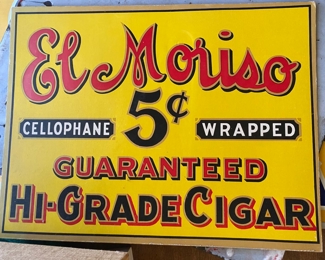 El Moriso
5¢
CELLOPHANE WRAPPED
GUARANTEED
HI-GRADE CIGAR